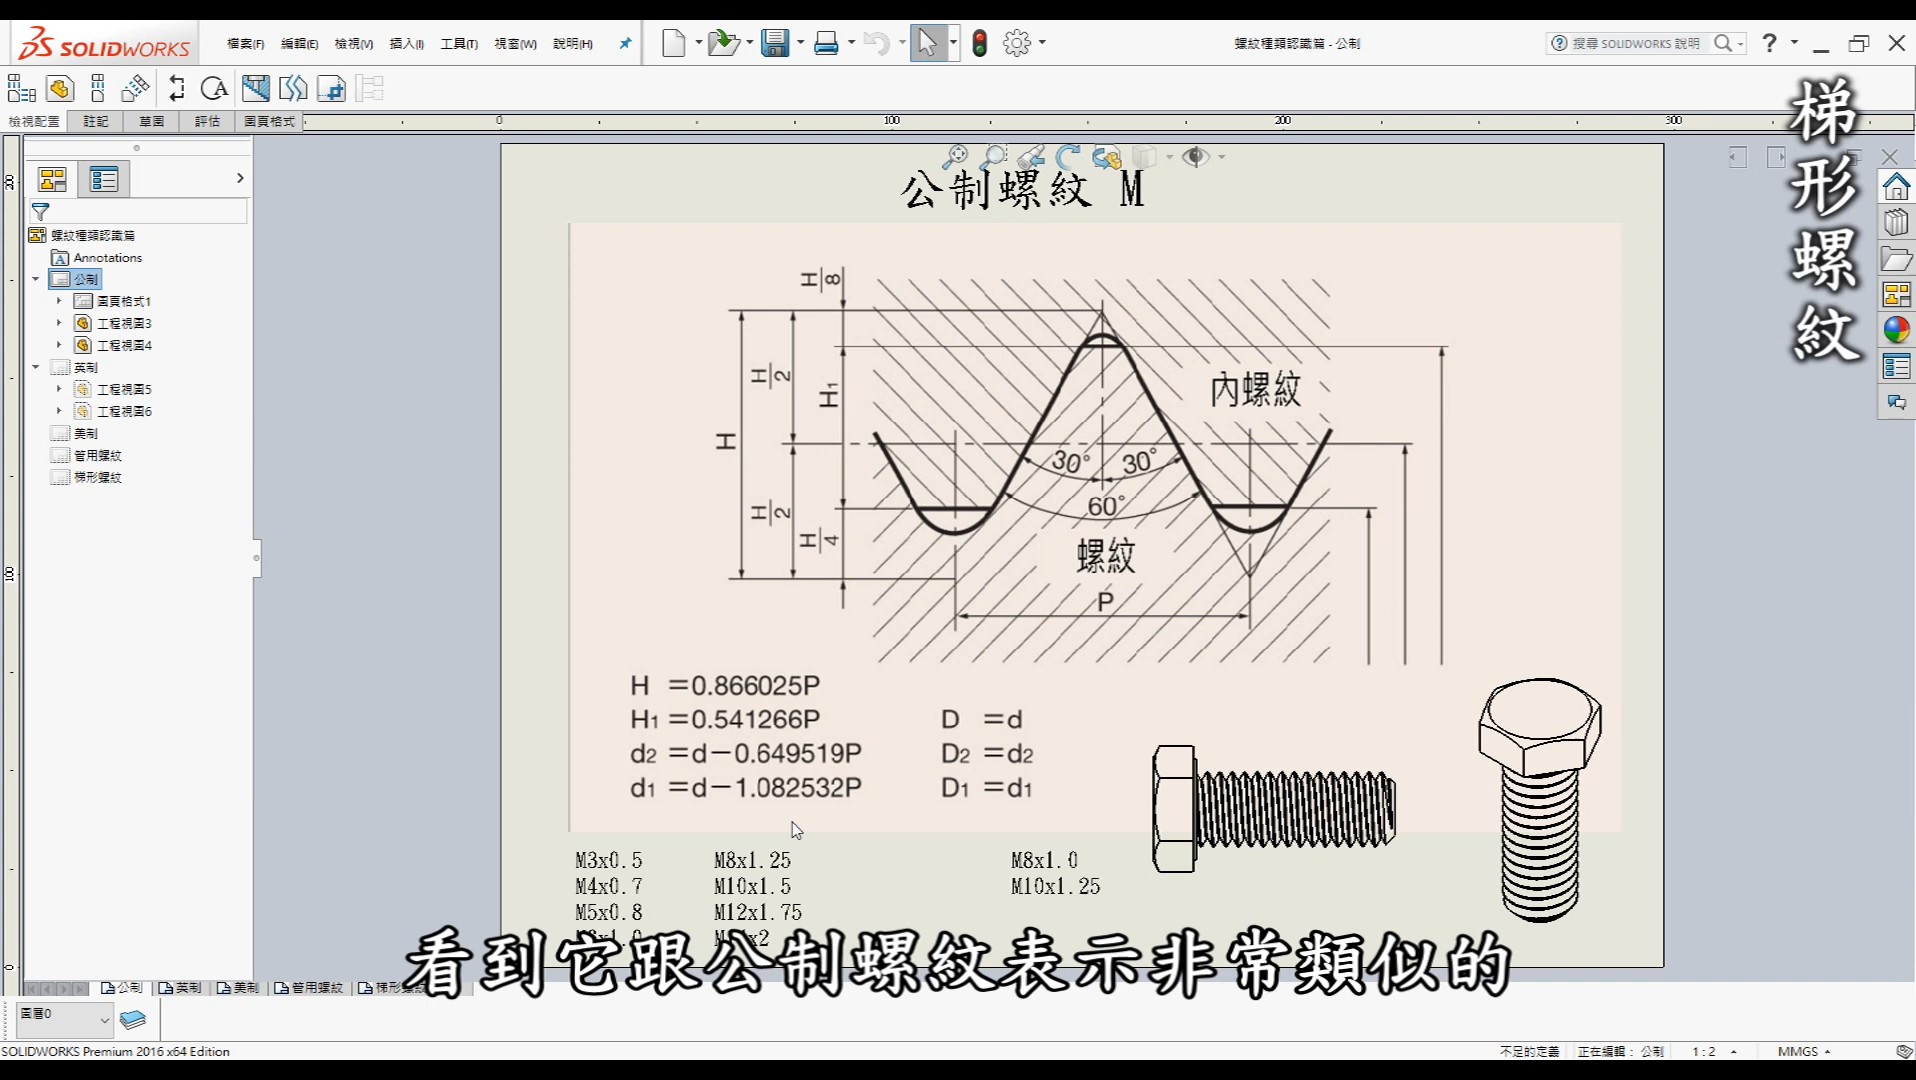 SOLIDWORKS
檔案(F) 編輯(E) 檢視(V) 插入(I) 工具(T) 視窗(W) 說明(H)
螺紋種類認識篇 - 公制
搜尋 SOLIDWORKS 說明
檢視配置 註記 草圖 評估 圖頁格式
0 100 200 300
200
100
0
螺紋種類認識篇
Annotations
公制
圖頁格式1
工程視圖3
工程視圖4
英制
工程視圖5
工程視圖6
美制
管用螺紋
梯形螺紋
梯形螺紋
公制螺紋 M
H/8
H/2
H1
H
H/2
H/4
內螺紋
30° 30°
60°
螺紋
P
H =0.866025P
H1 =0.541266P
d2 =d-0.649519P
d1 =d-1.082532P
D =d
D2 =d2
D1 =d1
M3x0.5
M4x0.7
M5x0.8
M8x1.25
M10x1.5
M12x1.75
M8x1.0
M10x1.25
看到它跟公制螺紋表示非常類似的
公制 英制 美制 管用螺紋
圖層0
SOLIDWORKS Premium 2016 x64 Edition
不足的定義 正在編輯: 公制 1:2 MMGS